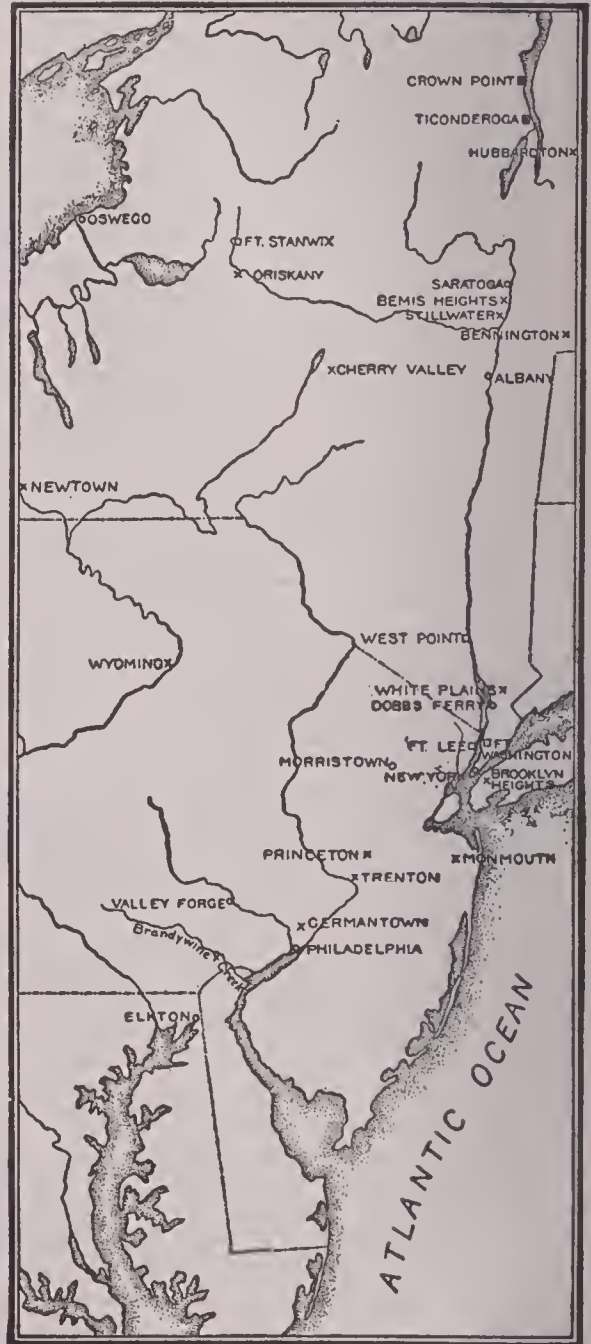 CROWN POINT
TICONDEROGA
HUBBARDTON
OSWEGO
FT. STANWIX
ORISKANY
SARATOGA
BEMIS HEIGHTS
STILLWATER
BENNINGTON
CHERRY VALLEY
ALBANY
NEWTOWN
WEST POINT
WYOMING
WHITE PLAINS
DOBBS FERRY
FT. LEE
FT.
WASHINGTON
MORRISTOWN
NEW YORK
BROOKLYN
HEIGHTS
PRINCETON
MONMOUTH
TRENTON
VALLEY FORGE
GERMANTOWN
Brandywine Creek
PHILADELPHIA
ELKTON
ATLANTIC OCEAN